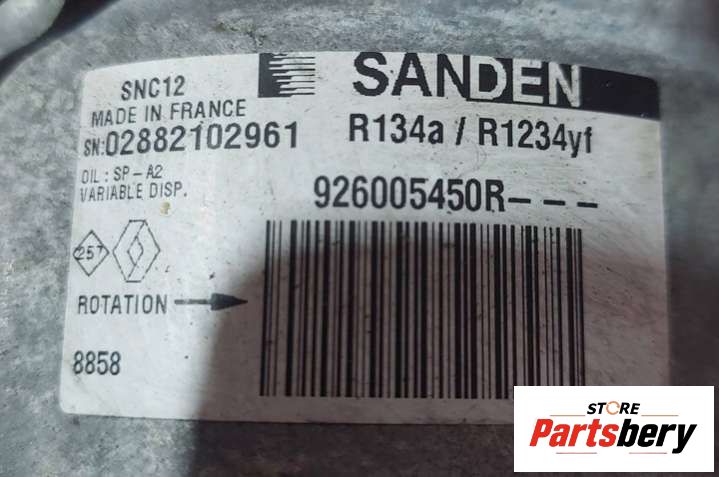 SNC12
SANDEN
MADE IN FRANCE
SN:02882102961
R134a / R1234yf
OIL : SP-A2
VARIABLE DISP.
926005450R---
257
ROTATION
8858
STORE
Partsbery